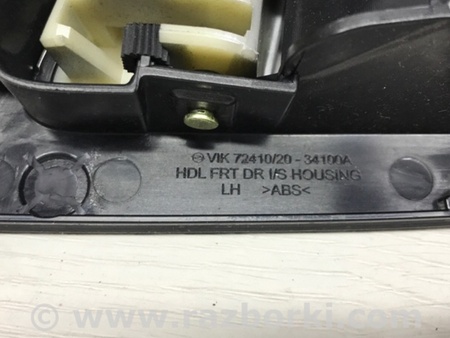 VIK 72410/20 - 34100A
HDL FRT DR I/S HOUSING
LH >ABS<
© www.razborki.com